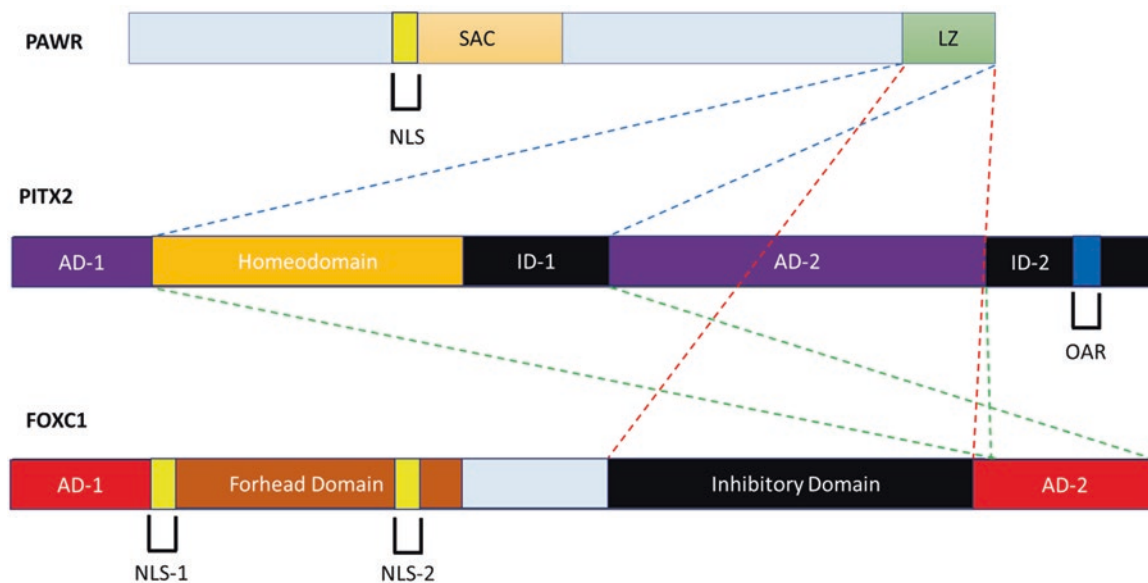 PAWR
SAC
LZ
NLS
PITX2
AD-1
Homeodomain
ID-1
AD-2
ID-2
OAR
FOXC1
AD-1
Forhead Domain
Inhibitory Domain
AD-2
NLS-1
NLS-2